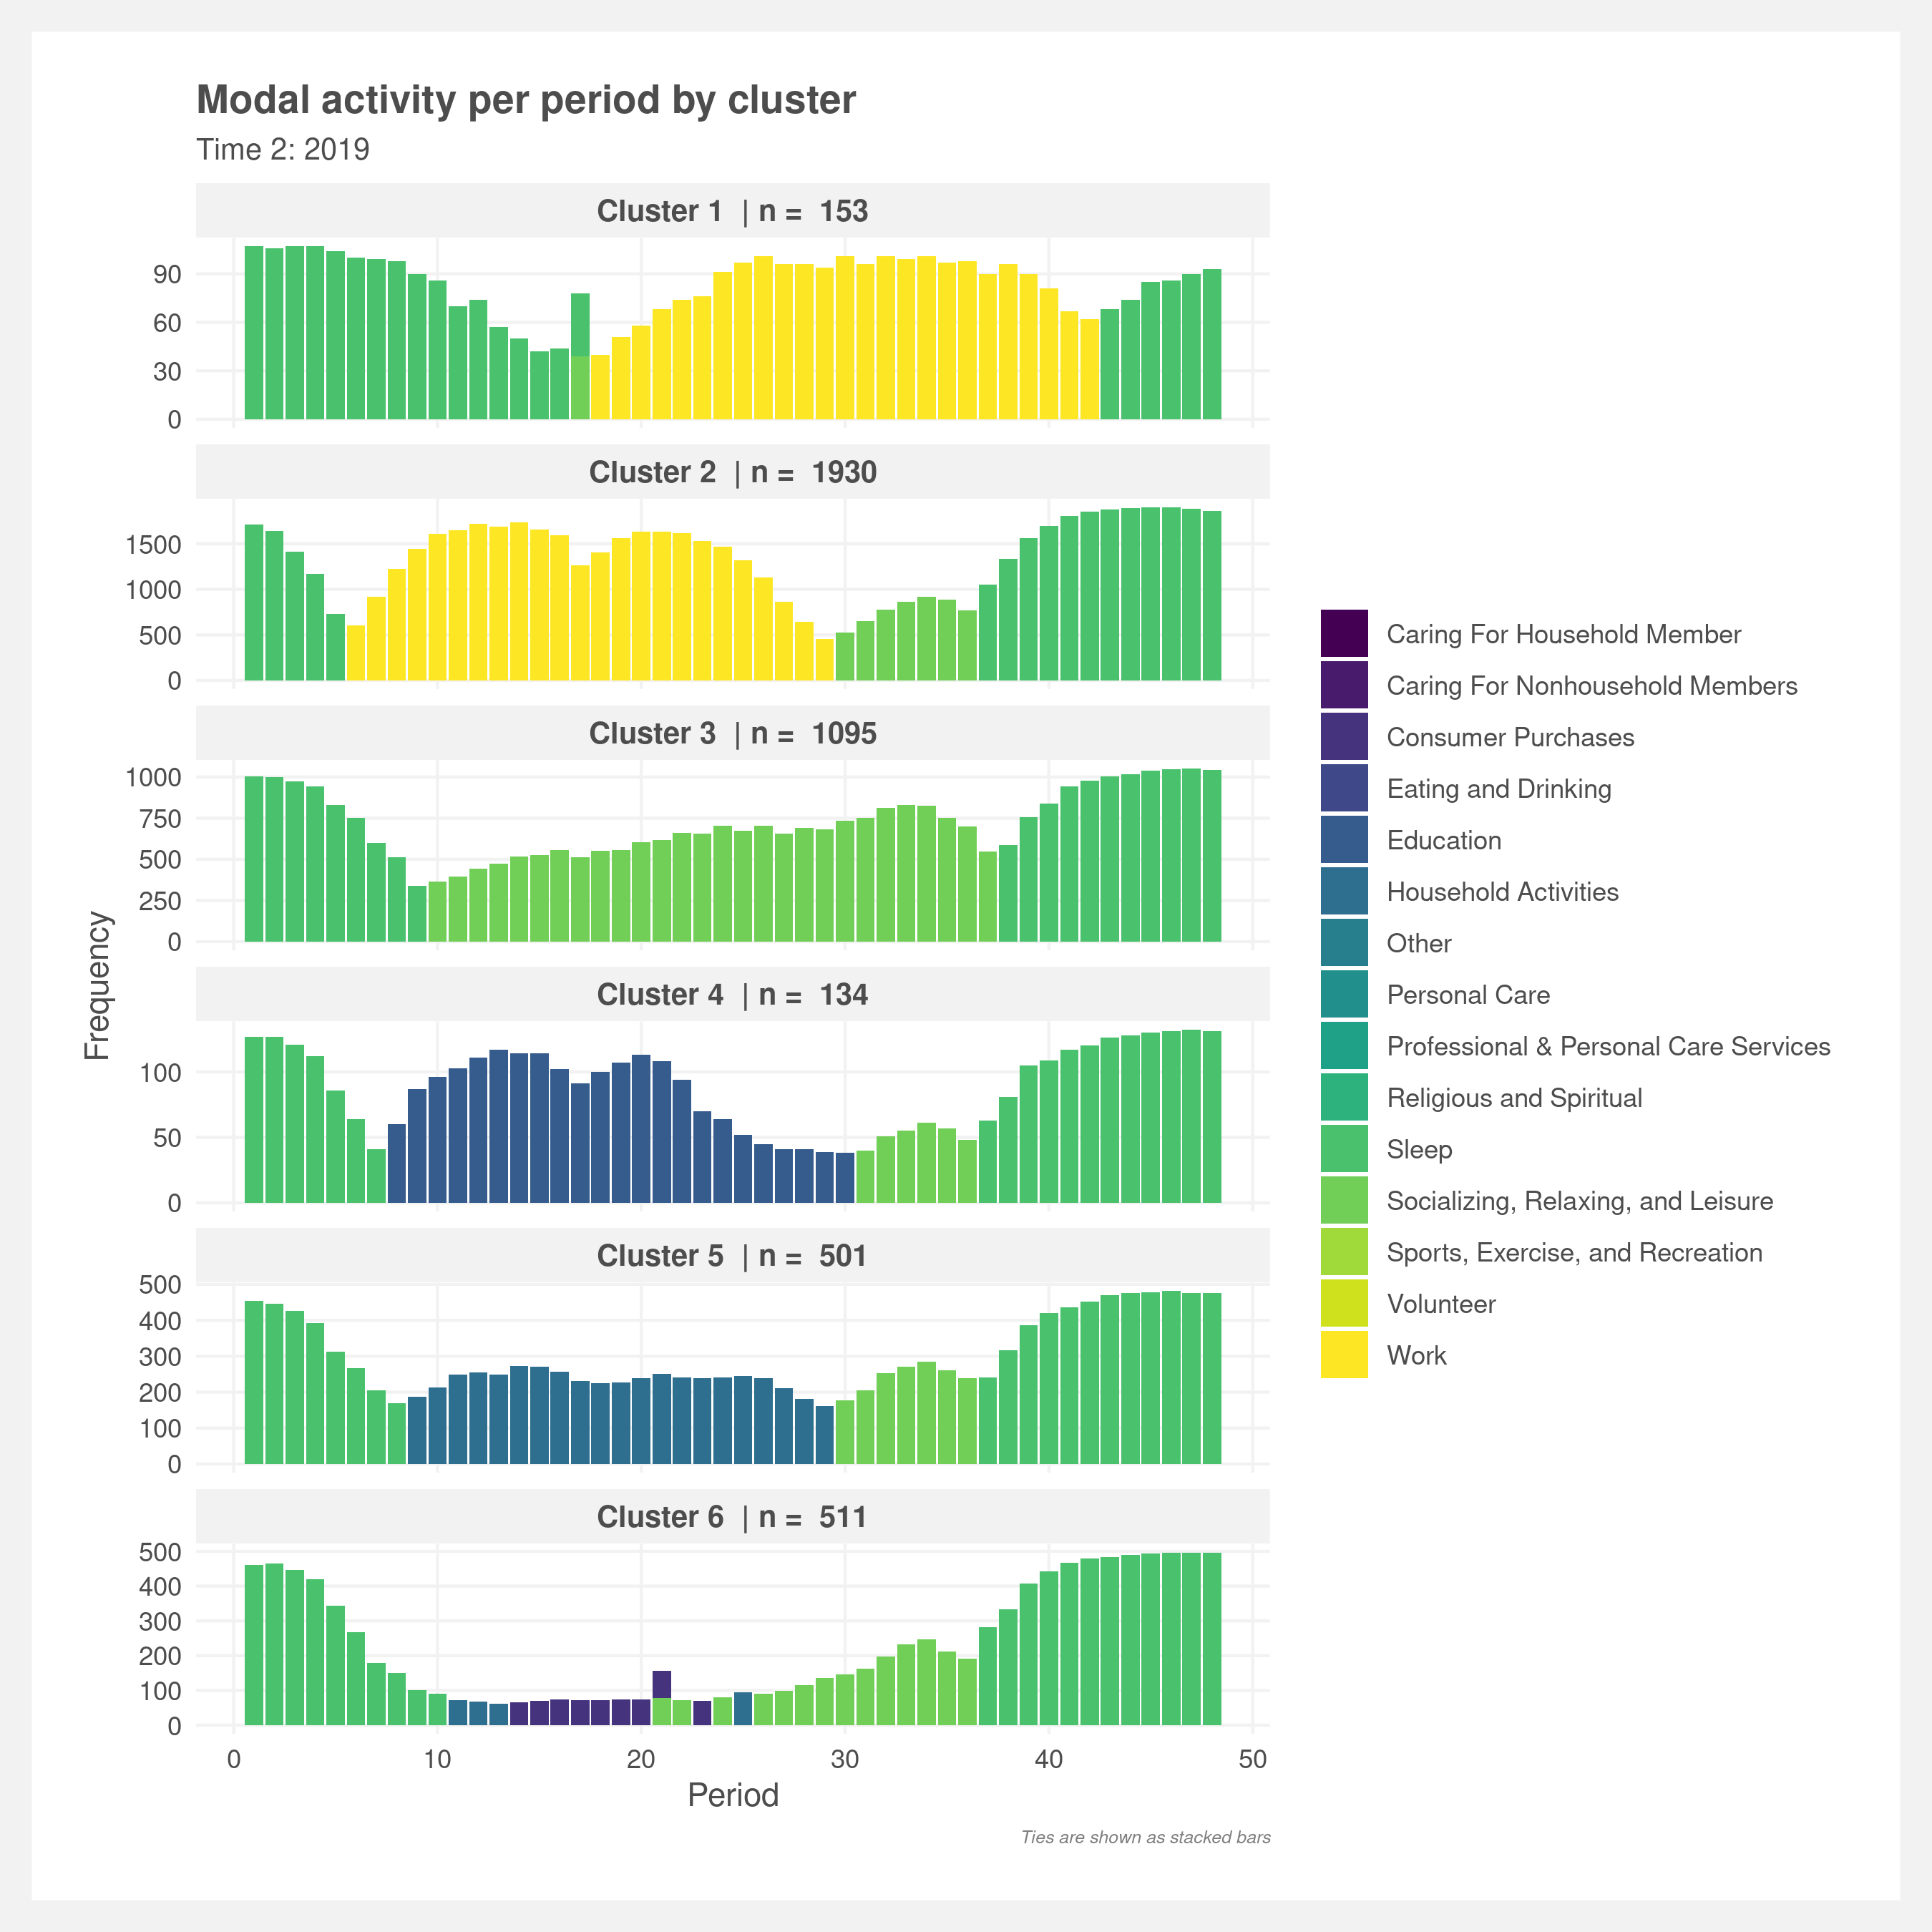 Modal activity per period by cluster
Time 2: 2019
Cluster 1 | n = 153
90
60
30
0
Cluster 2 | n = 1930
1500
1000
500
0
Cluster 3 | n = 1095
1000
750
500
250
0
Cluster 4 | n = 134
100
50
0
Cluster 5 | n = 501
500
400
300
200
100
0
Cluster 6 | n = 511
500
400
300
200
100
0
0 10 20 30 40 50
Period
Frequency
Ties are shown as stacked bars
Caring For Household Member
Caring For Nonhousehold Members
Consumer Purchases
Eating and Drinking
Education
Household Activities
Other
Personal Care
Professional & Personal Care Services
Religious and Spiritual
Sleep
Socializing, Relaxing, and Leisure
Sports, Exercise, and Recreation
Volunteer
Work